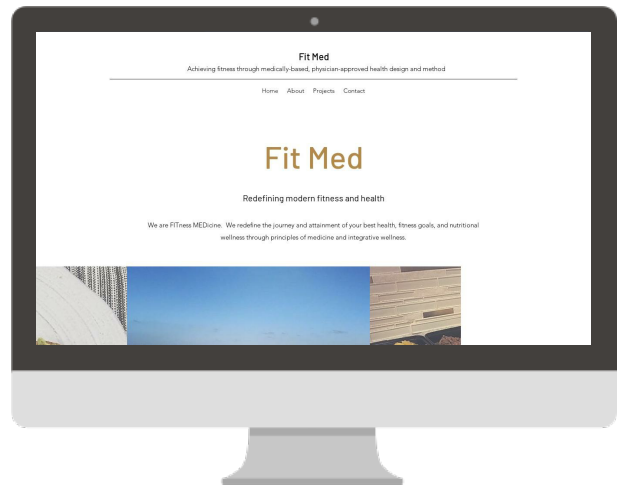 Fit Med
Achieving fitness through medically-based, physician-approved health design and method
Home About Projects Contact
Fit Med
Redefining modern fitness and health
We are FITness MEDicine. We redefine the journey and attainment of your best health, fitness goals, and nutritional
wellness through principles of medicine and integrative wellness.